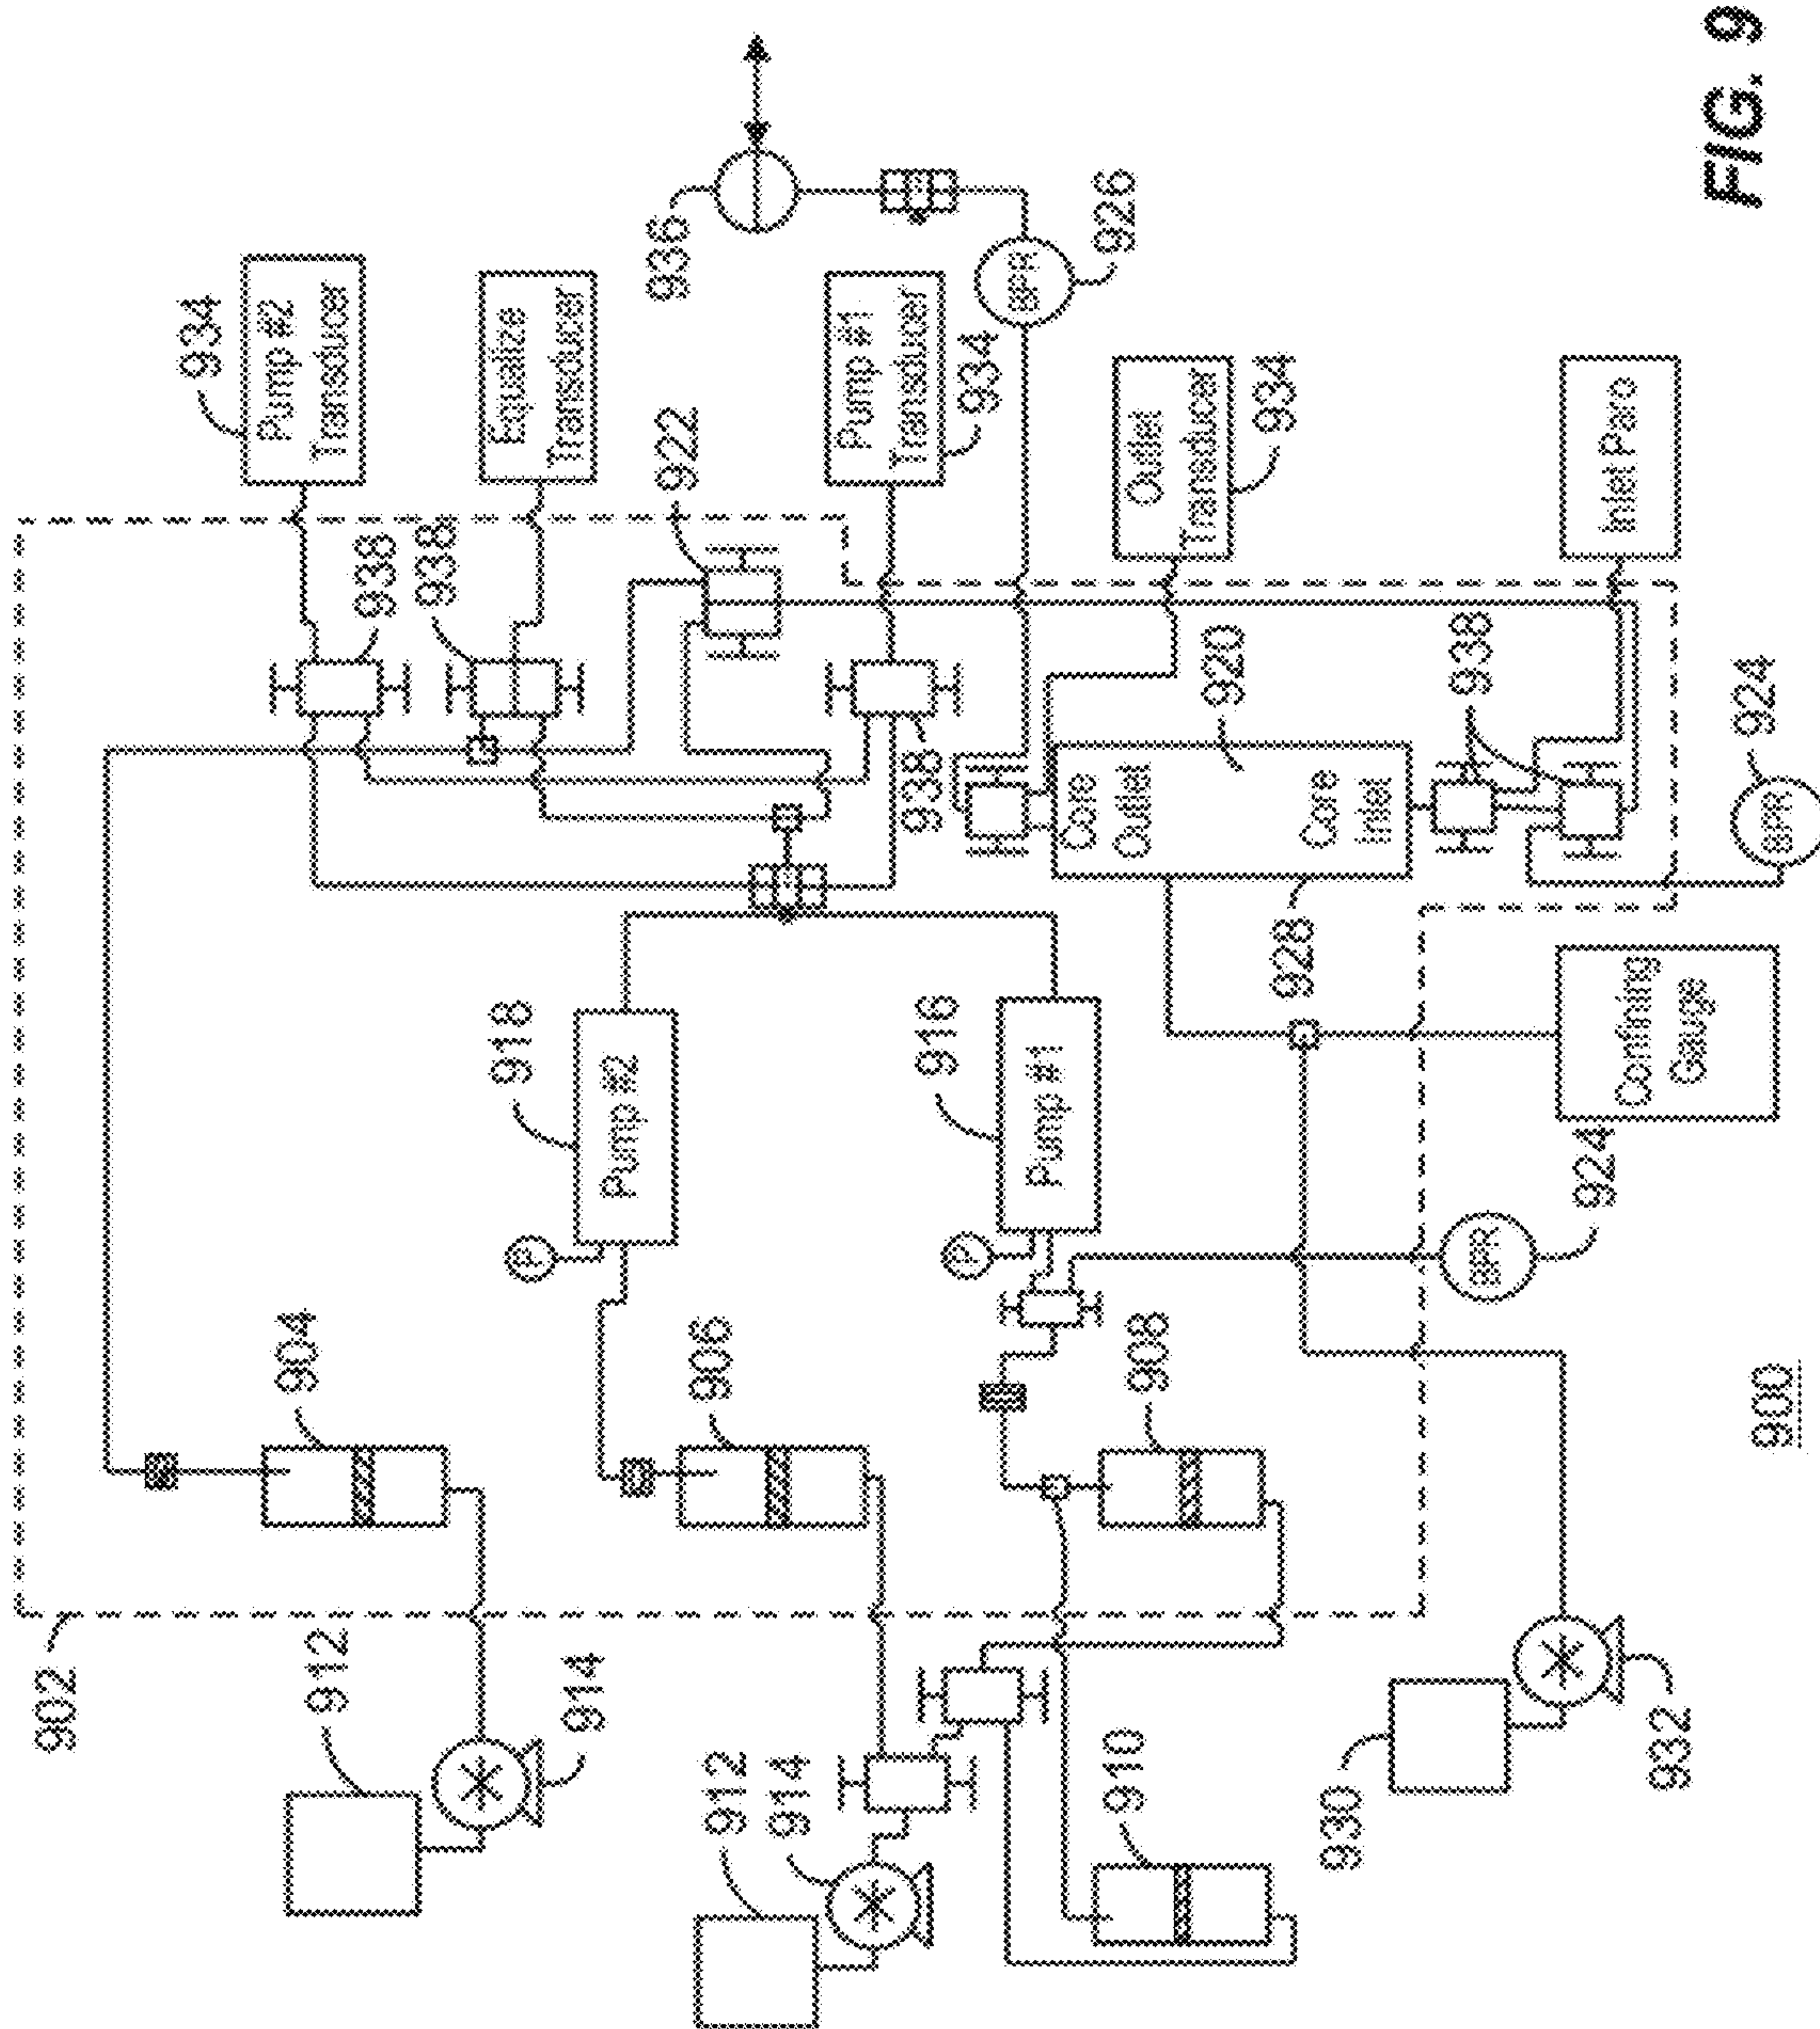 902
912
914
904
912
914
906
910
908
930
932
P
Pump #2
918
P
Pump #1
916
BPR
924
Confining
Gauge
928
Core
Outlet
Core
Inlet
920
938
938
938
938
922
934
Pump #2
Transducer
Equalize
Transducer
Pump #1
Transducer
934
936
BPR
926
Outlet
Transducer
934
Inlet Paro
BPR
924
900
FIG. 9